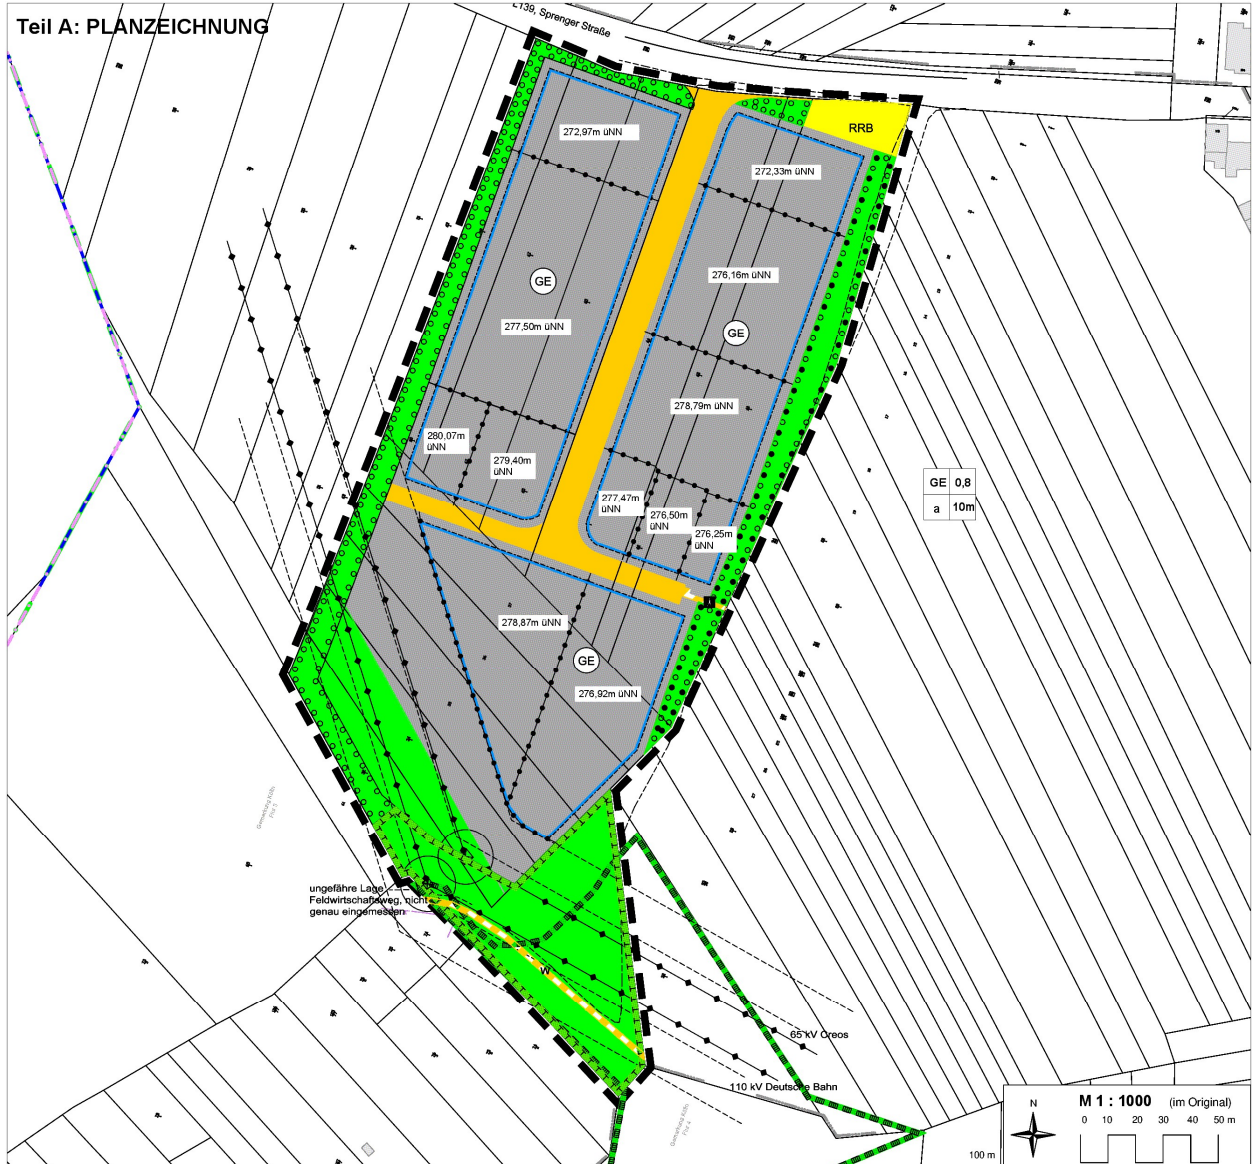 Teil A: PLANZEICHNUNG
L139, Sprenger Straße
RRB
272,97m üNN
272,33m üNN
276,16m üNN
GE
277,50m üNN
GE
278,79m üNN
280,07m
üNN
279,40m
üNN
277,47m
üNN
276,50m
üNN
276,25m
üNN
GE 0,8
a 10m
278,87m üNN
GE
276,92m üNN
ungefähre Lage
Feldwirtschaftsweg, nicht
genau eingemessen
W
65 kV Creos
110 kV Deutsche Bahn
N
M 1 : 1000 (im Original)
0 10 20 30 40 50 m
100 m